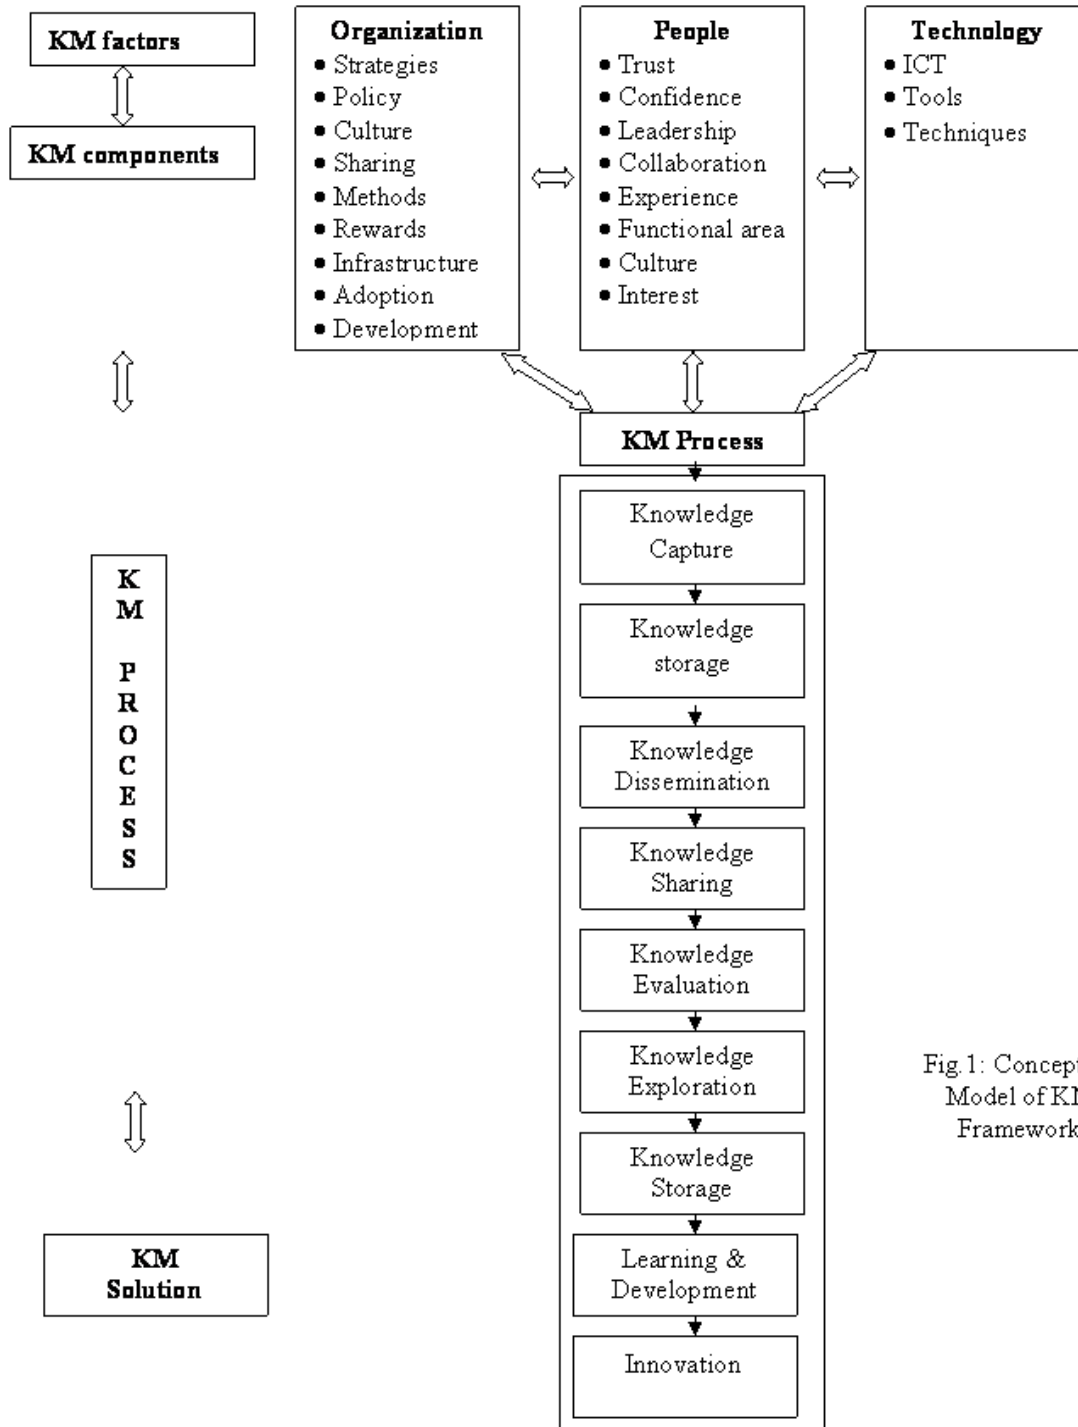 KM factors
KM components
Organization
• Strategies
• Policy
• Culture
• Sharing
• Methods
• Rewards
• Infrastructure
• Adoption
• Development
People
• Trust
• Confidence
• Leadership
• Collaboration
• Experience
• Functional area
• Culture
• Interest
Technology
• ICT
• Tools
• Techniques
KM Process
K
M
P
R
O
C
E
S
S
Knowledge
Capture
Knowledge
storage
Knowledge
Dissemination
Knowledge
Sharing
Knowledge
Evaluation
Knowledge
Exploration
Knowledge
Storage
Learning &
Development
Innovation
KM
Solution
Fig.1:
Model of
Framework